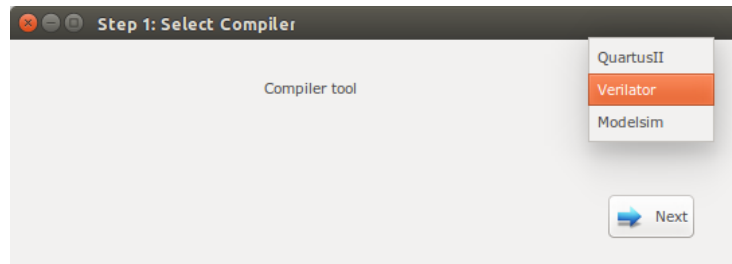 Step 1: Select Compiler
QuartusII
Compiler tool
Verilator
Modelsim
Next